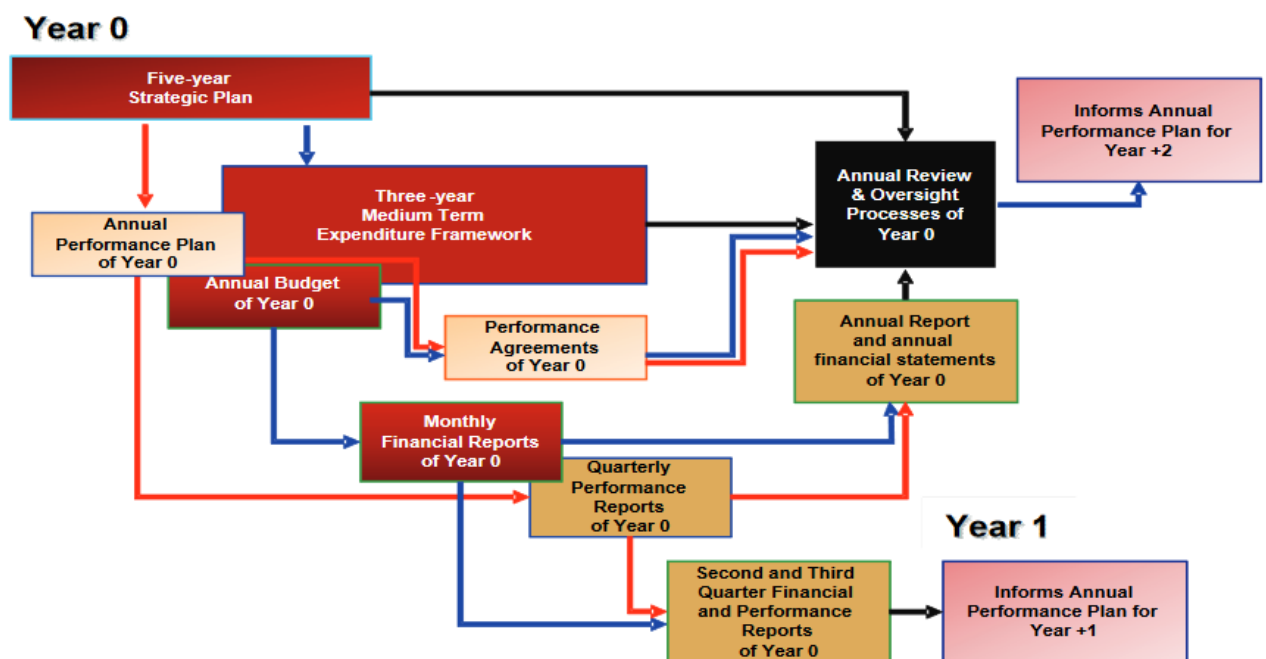 Year 0
Five-year
Strategic Plan
Informs Annual
Performance Plan for
Year +2
Annual Review
& Oversight
Processes of
Year 0
Three -year
Medium Term
Expenditure Framework
Annual
Performance Plan
of Year 0
Annual Budget
of Year 0
Performance
Agreements
of Year 0
Annual Report
and annual
financial statements
of Year 0
Monthly
Financial Reports
of Year 0
Quarterly
Performance
Reports
of Year 0
Year 1
Second and Third
Quarter Financial
and Performance
Reports
of Year 0
Informs Annual
Performance Plan for
Year +1